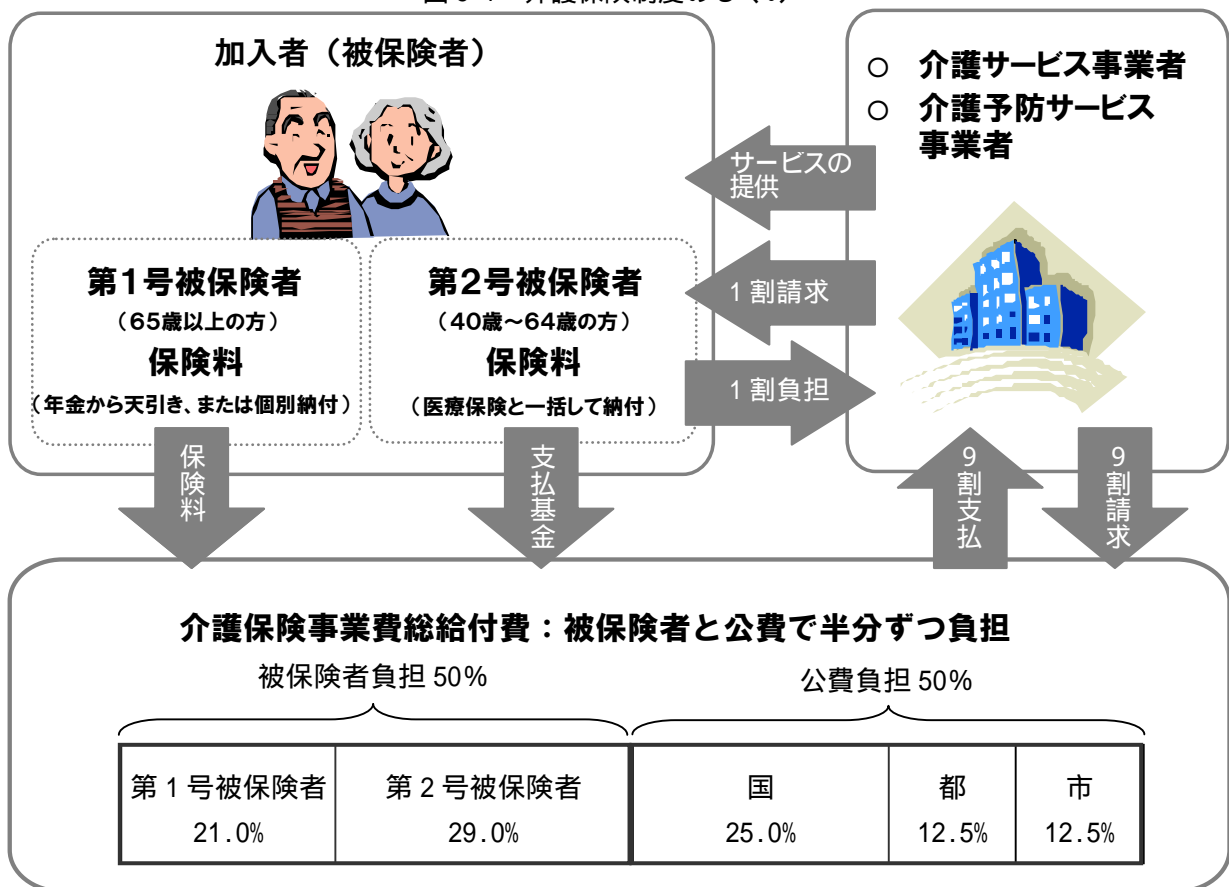 加入者（被保険者）
第1号被保険者
（65歳以上の方）
保険料
（年金から天引き、または個別納付）
第2号被保険者
（40歳～64歳の方）
保険料
（医療保険と一括して納付）
○ 介護サービス事業者
○ 介護予防サービス
事業者
サービスの
提供
1割請求
1割負担
保険料
支払基金
9割支払
9割請求
介護保険事業費総給付費：被保険者と公費で半分ずつ負担
被保険者負担 50%
公費負担 50%
第1号被保険者
21.0%
第2号被保険者
29.0%
国
25.0%
都
12.5%
市
12.5%